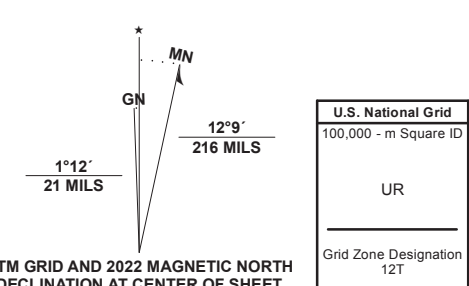 ★
MN
GN
12°9´
216 MILS
1°12´
21 MILS
TM GRID AND 2022 MAGNETIC NORTH
DECLINATION AT CENTER OF SHEET
U.S. National Grid
100,000 - m Square ID
UR
Grid Zone Designation
12T